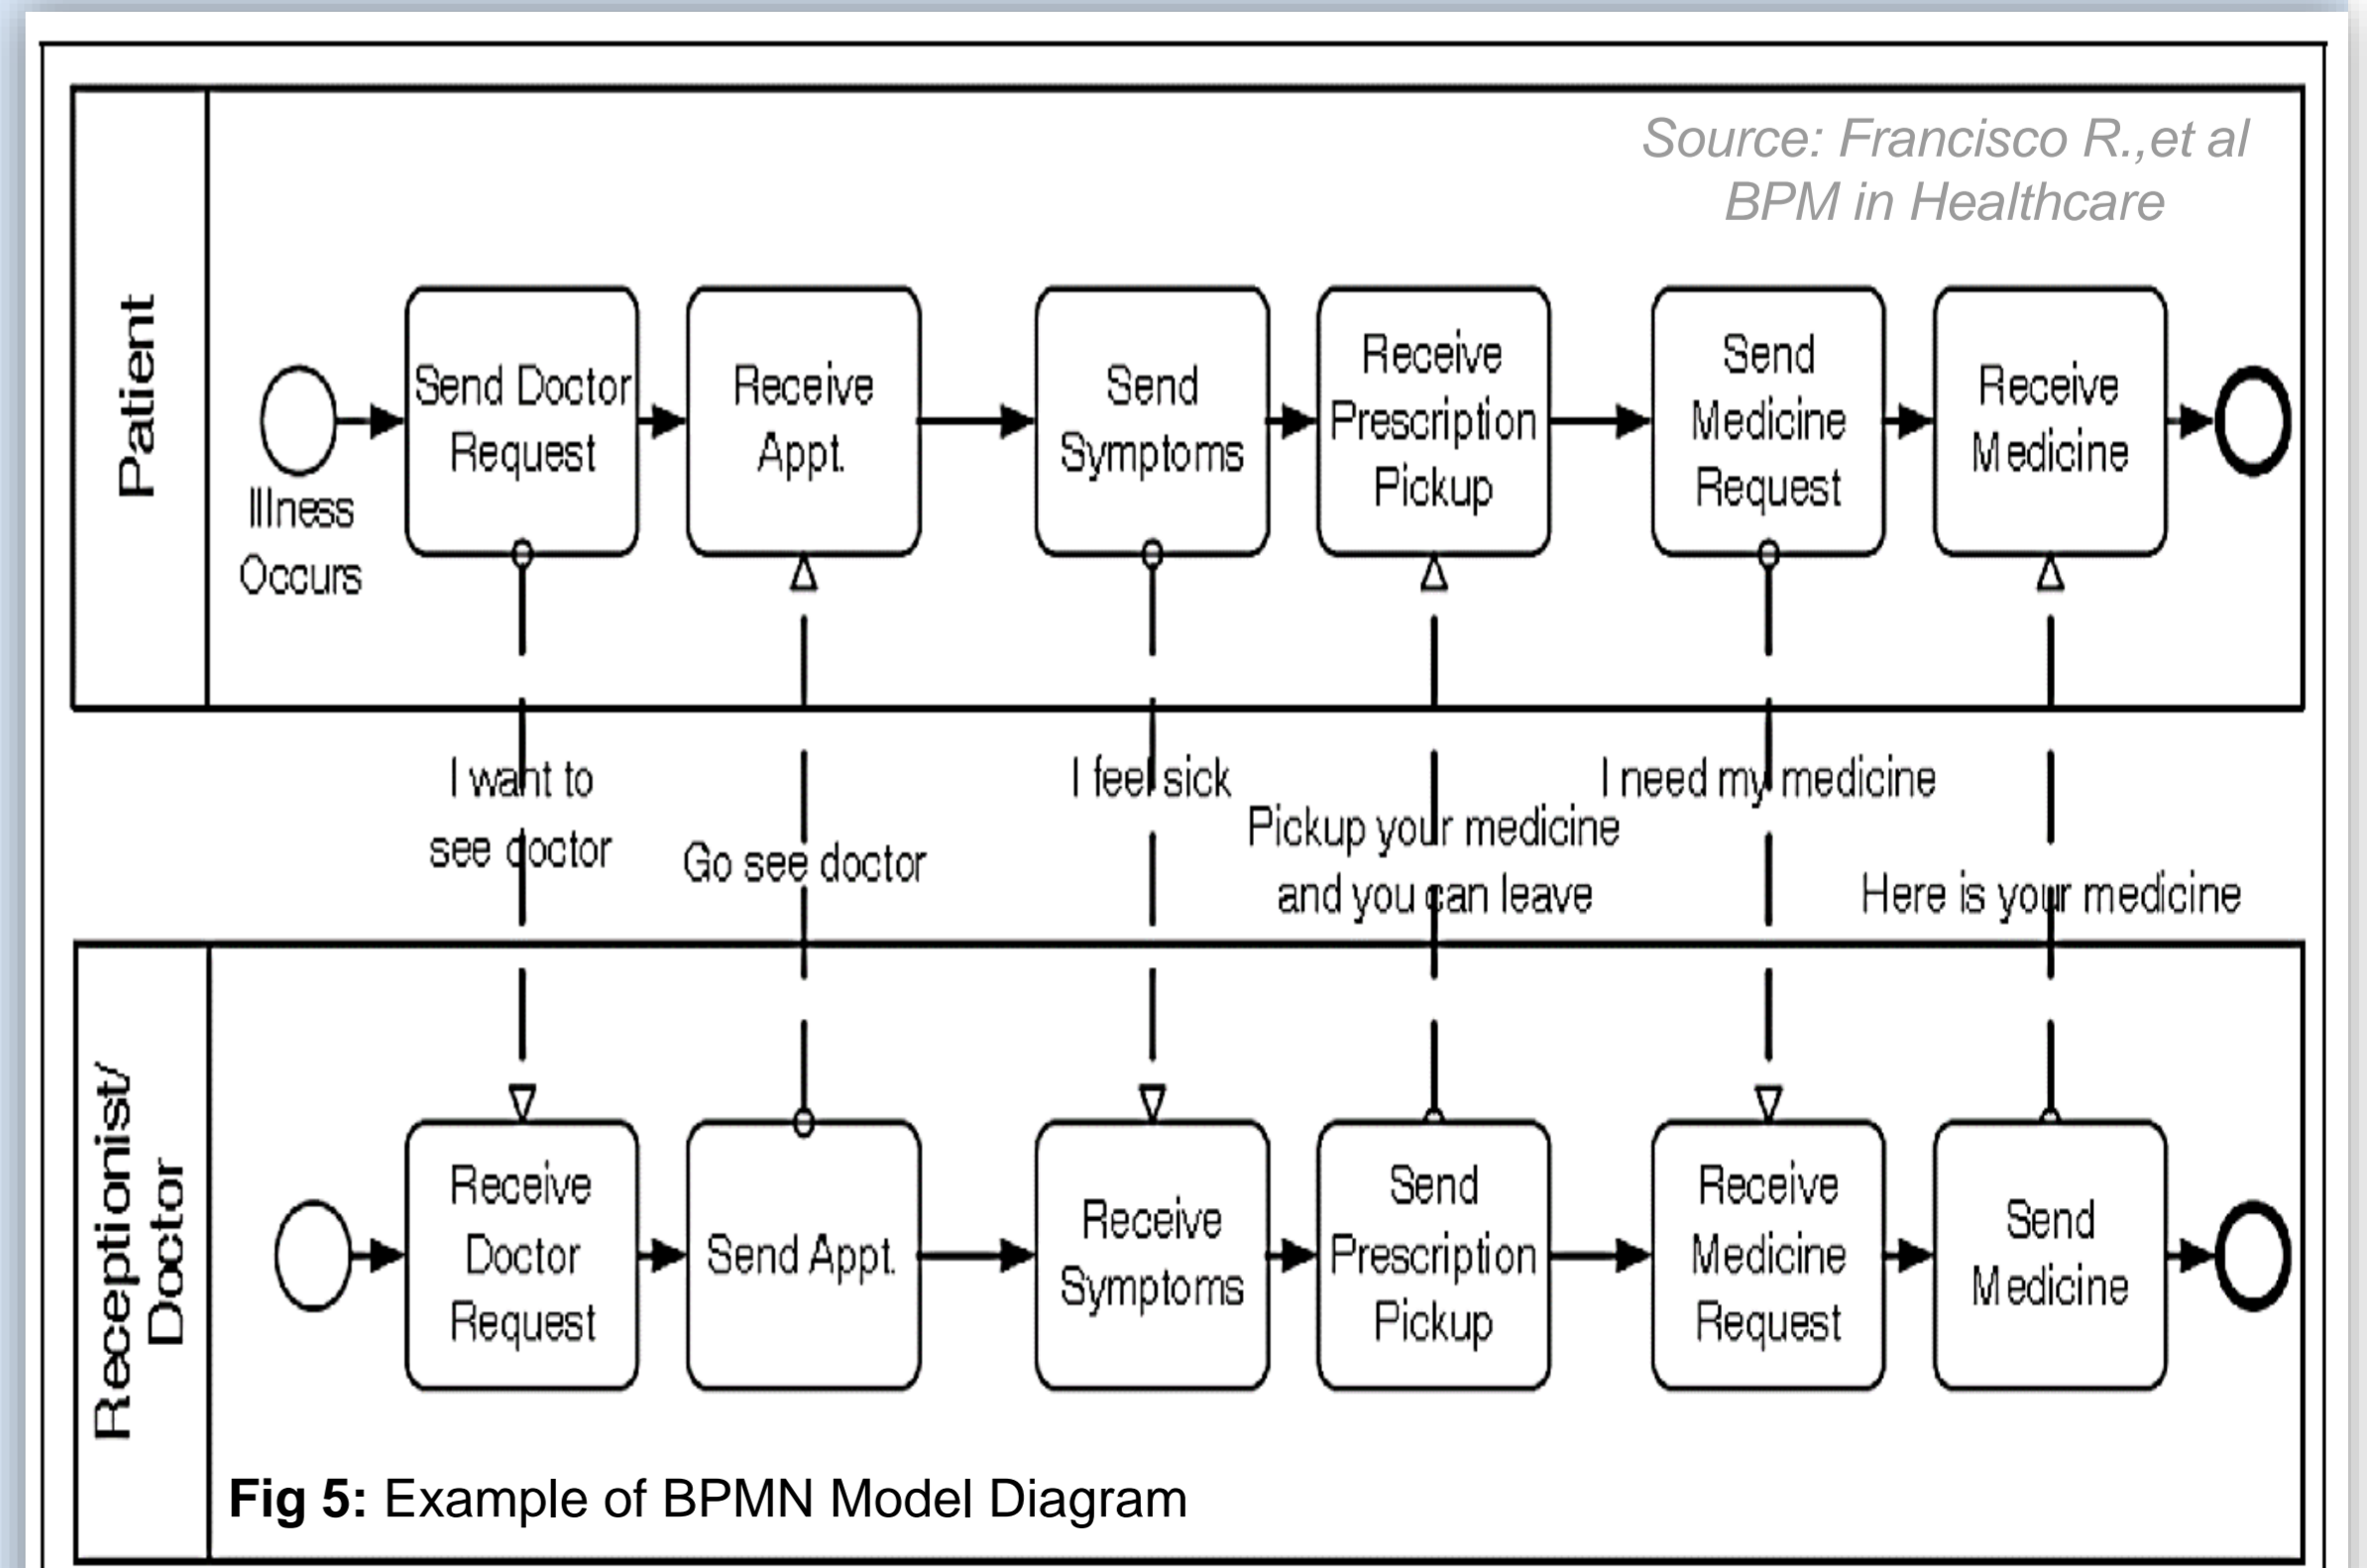 Source: Francisco R.,et al
BPM in Healthcare
Patient
Illness
Occurs
Send Doctor
Request
Receive
Appt.
Send
Symptoms
Receive
Prescription
Pickup
Send
Medicine
Request
Receive
Medicine
I want to
see doctor
Go see doctor
I feel sick
Pickup your medicine
and you can leave
I need my medicine
Here is your medicine
Receptionist/
Doctor
Receive
Doctor
Request
Send Appt.
Receive
Symptoms
Send
Prescription
Pickup
Receive
Medicine
Request
Send
Medicine
Fig 5: Example of BPMN Model Diagram